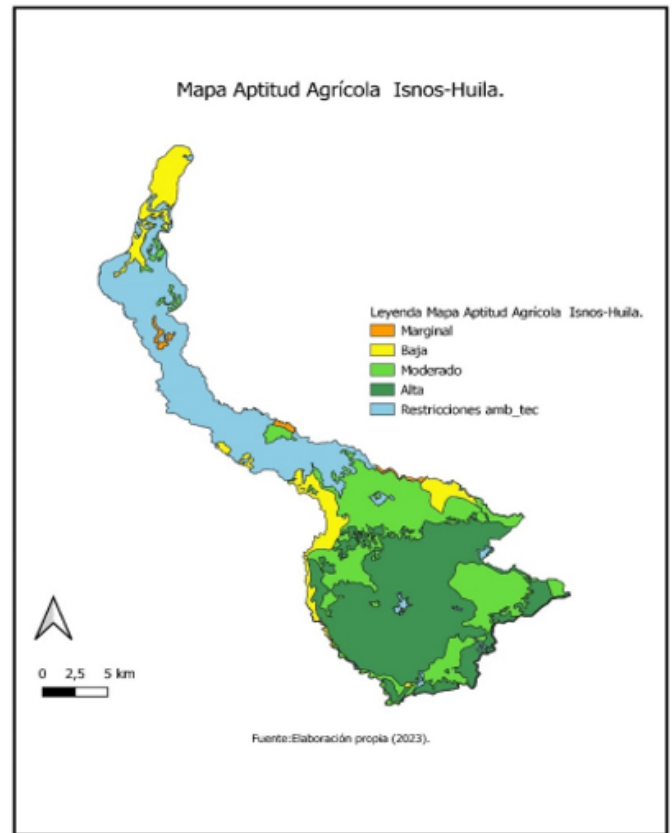 Mapa Aptitud Agrícola  Isnos-Huila.
Leyenda Mapa Aptitud Agrícola  Isnos-Huila.
Marginal
Baja
Moderado
Alta
Restricciones amb_tec
0 2,5 5 km
Fuente:Elaboración propia (2023).